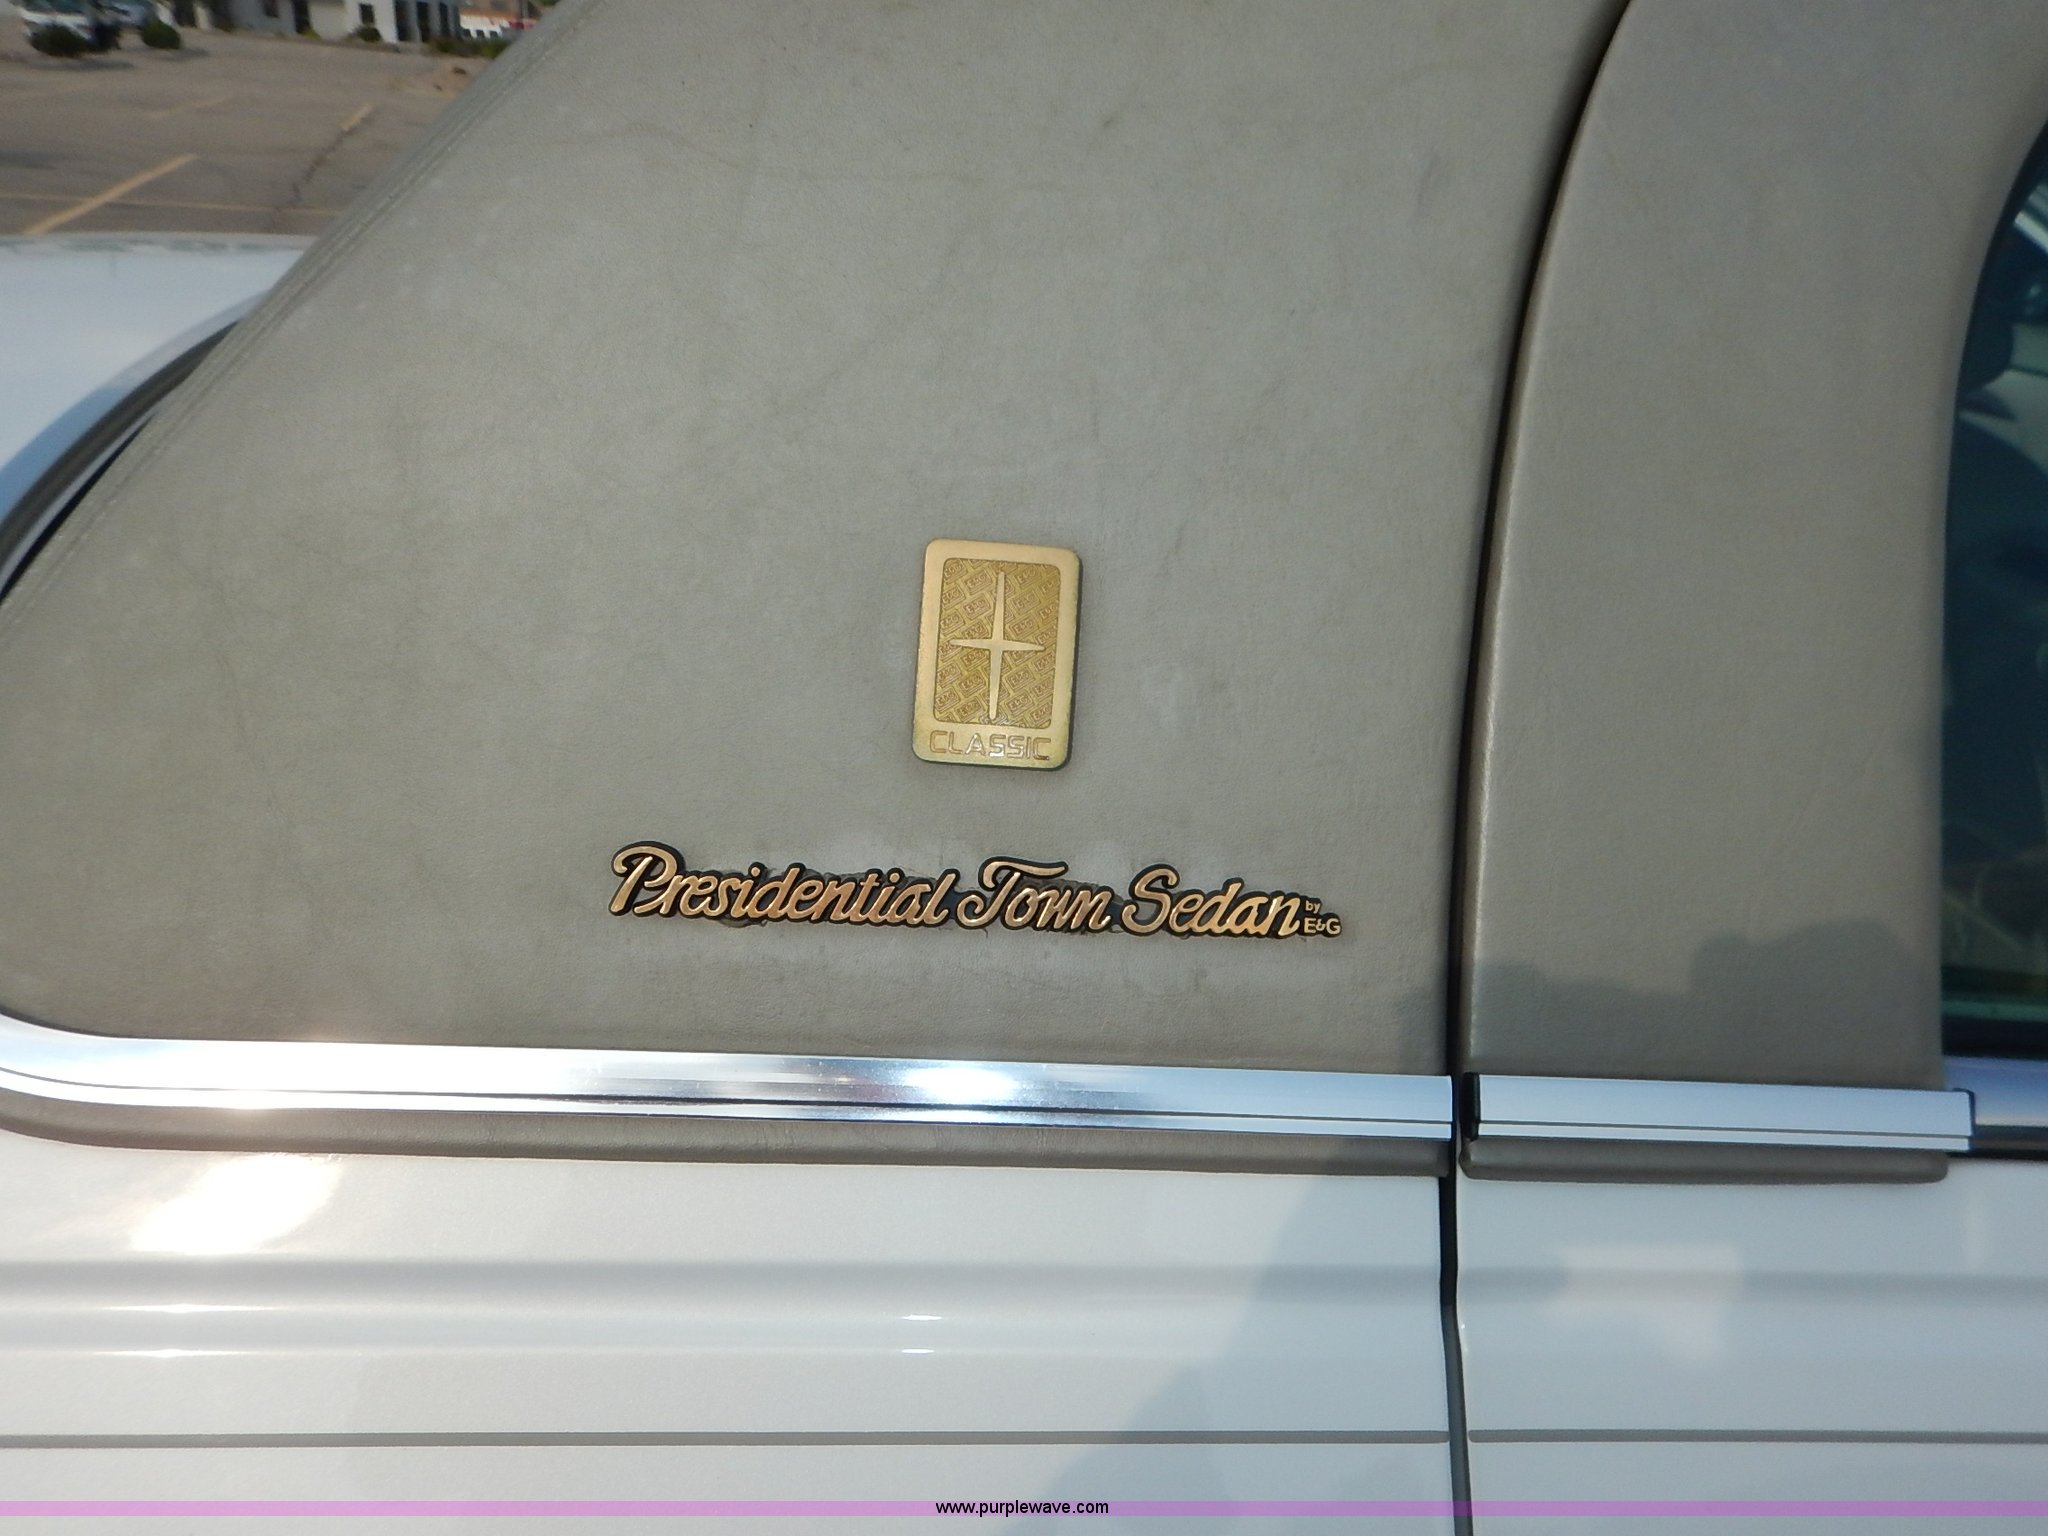 CLASSIC
Presidential Town Sedan by E&G
www.purplewave.com